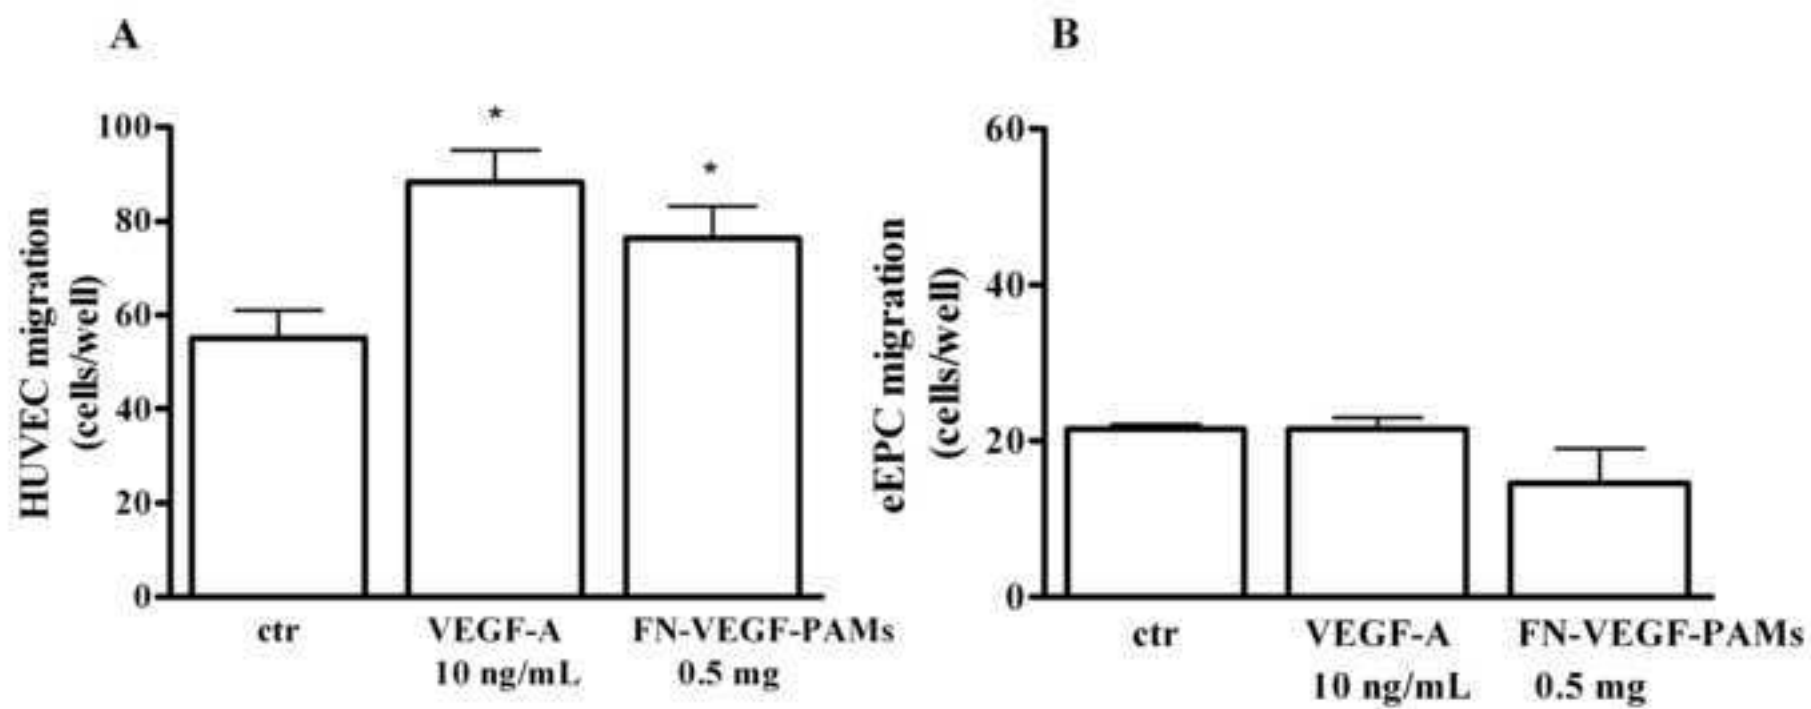 A
HUVEC migration
(cells/well)
100
80
60
40
20
0
*
*
ctr
VEGF-A
10 ng/mL
FN-VEGF-PAMs
0.5 mg
B
eEPC migration
(cells/well)
60
40
20
0
ctr
VEGF-A
10 ng/mL
FN-VEGF-PAMs
0.5 mg